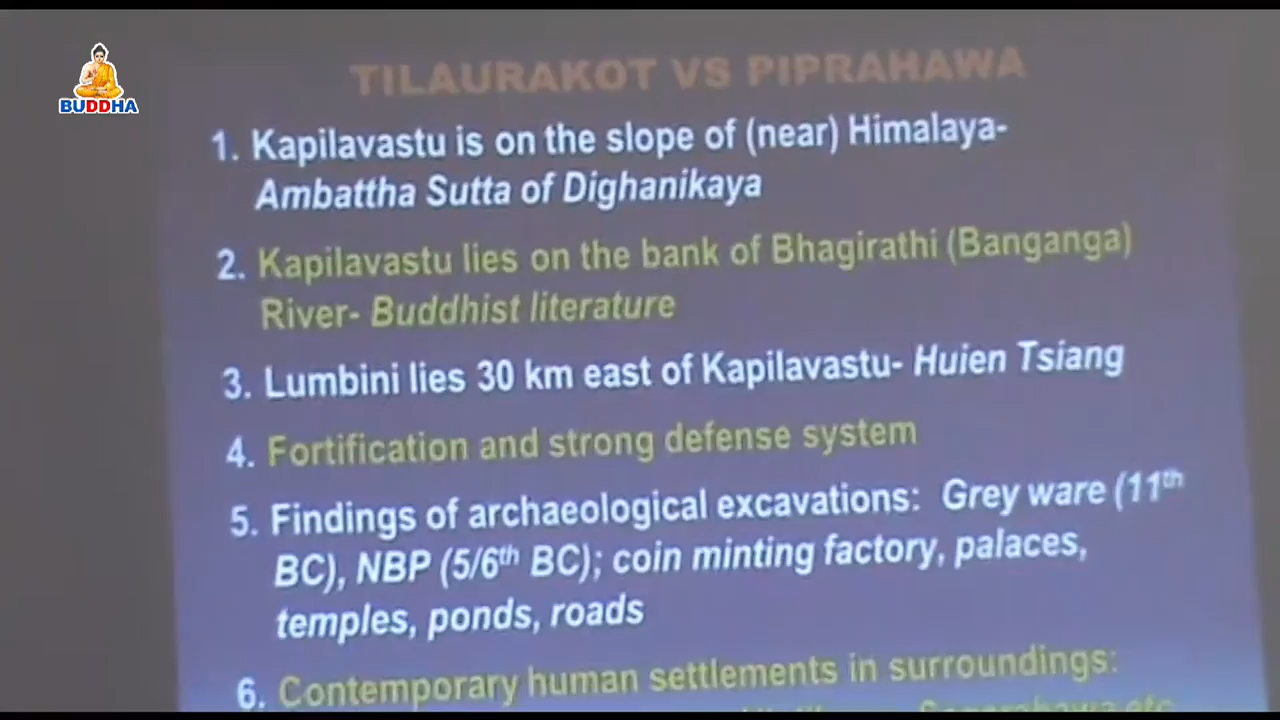 BUDDHA
TILAURAKOT VS PIPRAHAWA
1. Kapilavastu is on the slope of (near) Himalaya-
Ambattha Sutta of Dighanikaya
2. Kapilavastu lies on the bank of Bhagirathi (Banganga)
River- Buddhist literature
3. Lumbini lies 30 km east of Kapilavastu- Huien Tsiang
4. Fortification and strong defense system
5. Findings of archaeological excavations: Grey ware (11th
BC), NBP (5/6th BC); coin minting factory, palaces,
temples, ponds, roads
6. Contemporary human settlements in surroundings: